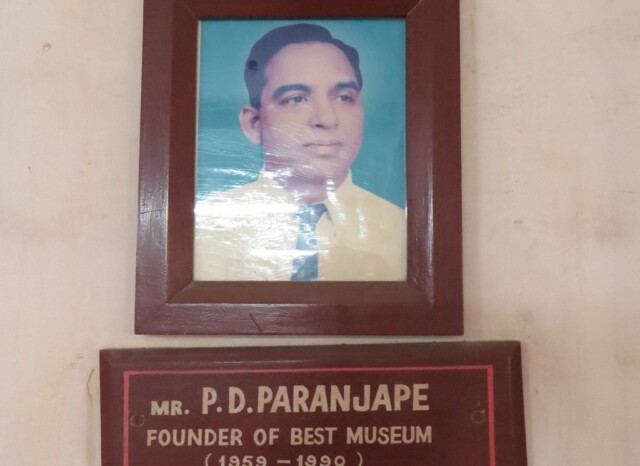 MR. P.D.PARANJAPE
FOUNDER OF BEST MUSEUM
(1959-1990)